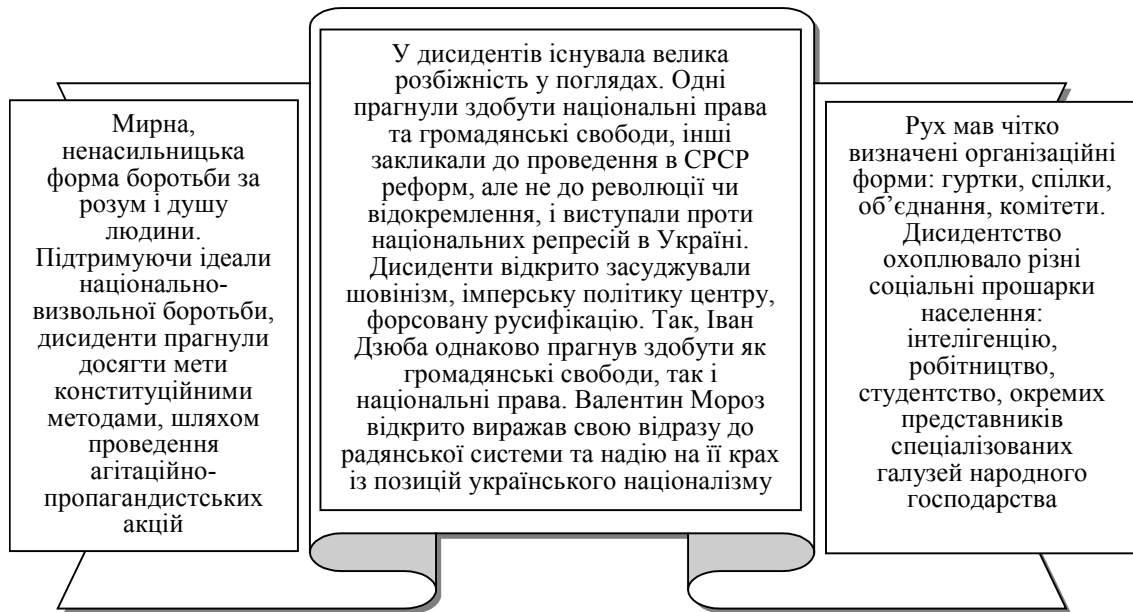 Мирна,
ненасильницька
форма боротьби за
розум і душу
людини.
Підтримуючи ідеали
національно-
визвольної боротьби,
дисиденти прагнули
досягти мети
конституційними
методами, шляхом
проведення
агітаційно-
пропагандистських
акцій
У дисидентів існувала велика
розбіжність у поглядах. Одні
прагнули здобути національні права
та громадянські свободи, інші
закликали до проведення в СРСР
реформ, але не до революції чи
відокремлення, і виступали проти
національних репресій в Україні.
Дисиденти відкрито засуджували
шовінізм, імперську політику центру,
форсовану русифікацію. Так, Іван
Дзюба однаково прагнув здобути як
громадянські свободи, так і
національні права. Валентин Мороз
відкрито виражав свою відразу до
радянської системи та надію на її крах
із позицій українського націоналізму
Рух мав чітко
визначені організаційні
форми: гуртки, спілки,
об’єднання, комітети.
Дисидентство
охоплювало різні
соціальні прошарки
населення:
інтелігенцію,
робітництво,
студентство, окремих
представників
спеціалізованих
галузей народного
господарства